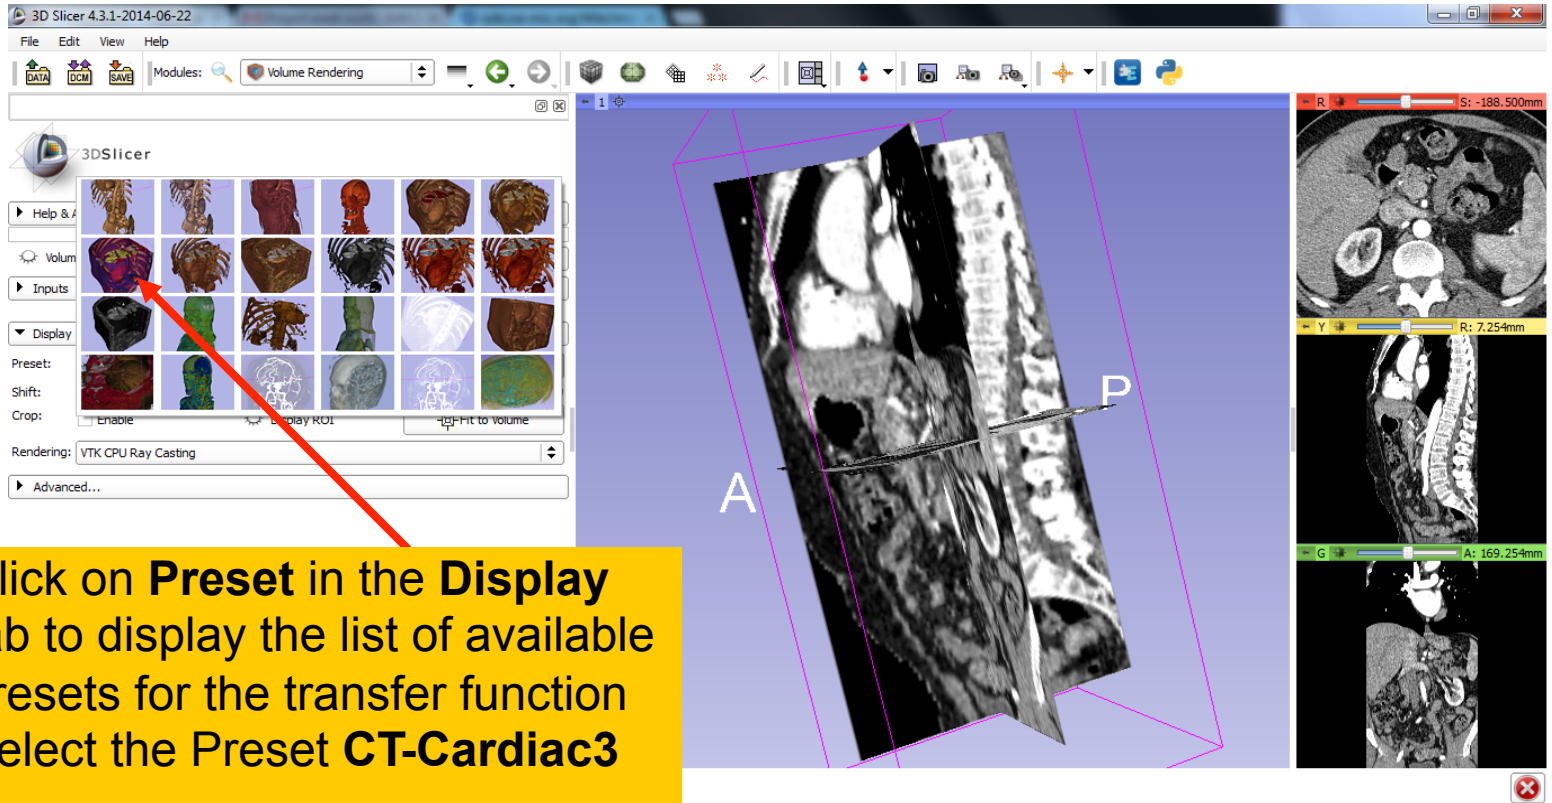 3D Slicer 4.3.1-2014-06-22
File Edit View Help
DATA DCM SAVE Modules: Volume Rendering
1
R S: -188.500mm
3DSlicer
Help & A
Volum
Inputs
Y R: 7.254mm
Display
Preset:
Shift:
Crop: Enable Display ROI Fit to Volume
P
Rendering: VTK CPU Ray Casting
Advanced...
A
G A: 169.254mm
lick on Preset in the Display
ab to display the list of available
resets for the transfer function
elect the Preset CT-Cardiac3